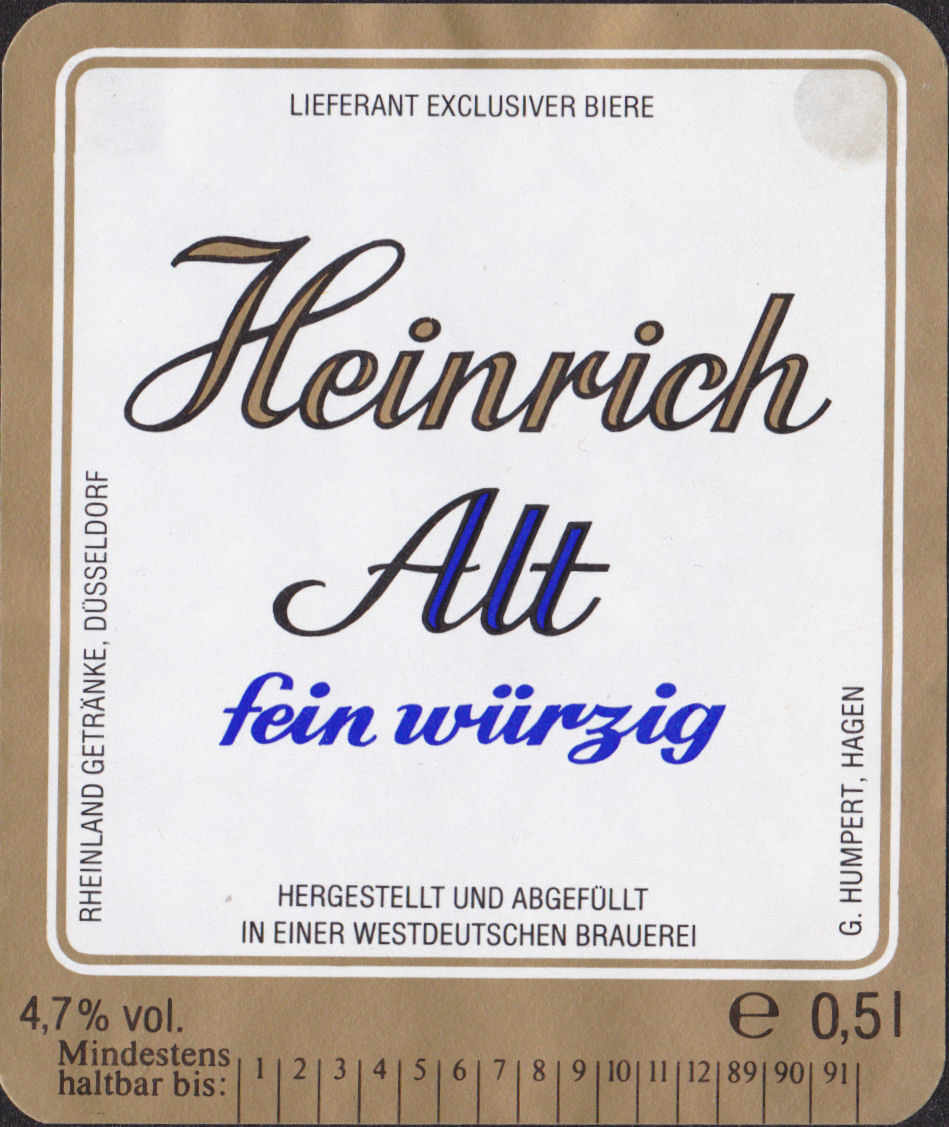 LIEFERANT EXCLUSIVER BIERE
Heinrich
Alt
fein würzig
RHEINLAND GETRÄNKE, DÜSSELDORF
G. HUMPERT, HAGEN
HERGESTELLT UND ABGEFÜLLT
IN EINER WESTDEUTSCHEN BRAUEREI
4,7% vol.
℮ 0,5 l
Mindestens
haltbar bis: | 1 | 2 | 3 | 4 | 5 | 6 | 7 | 8 | 9 | 10 | 11 | 12 | 89 | 90 | 91 |